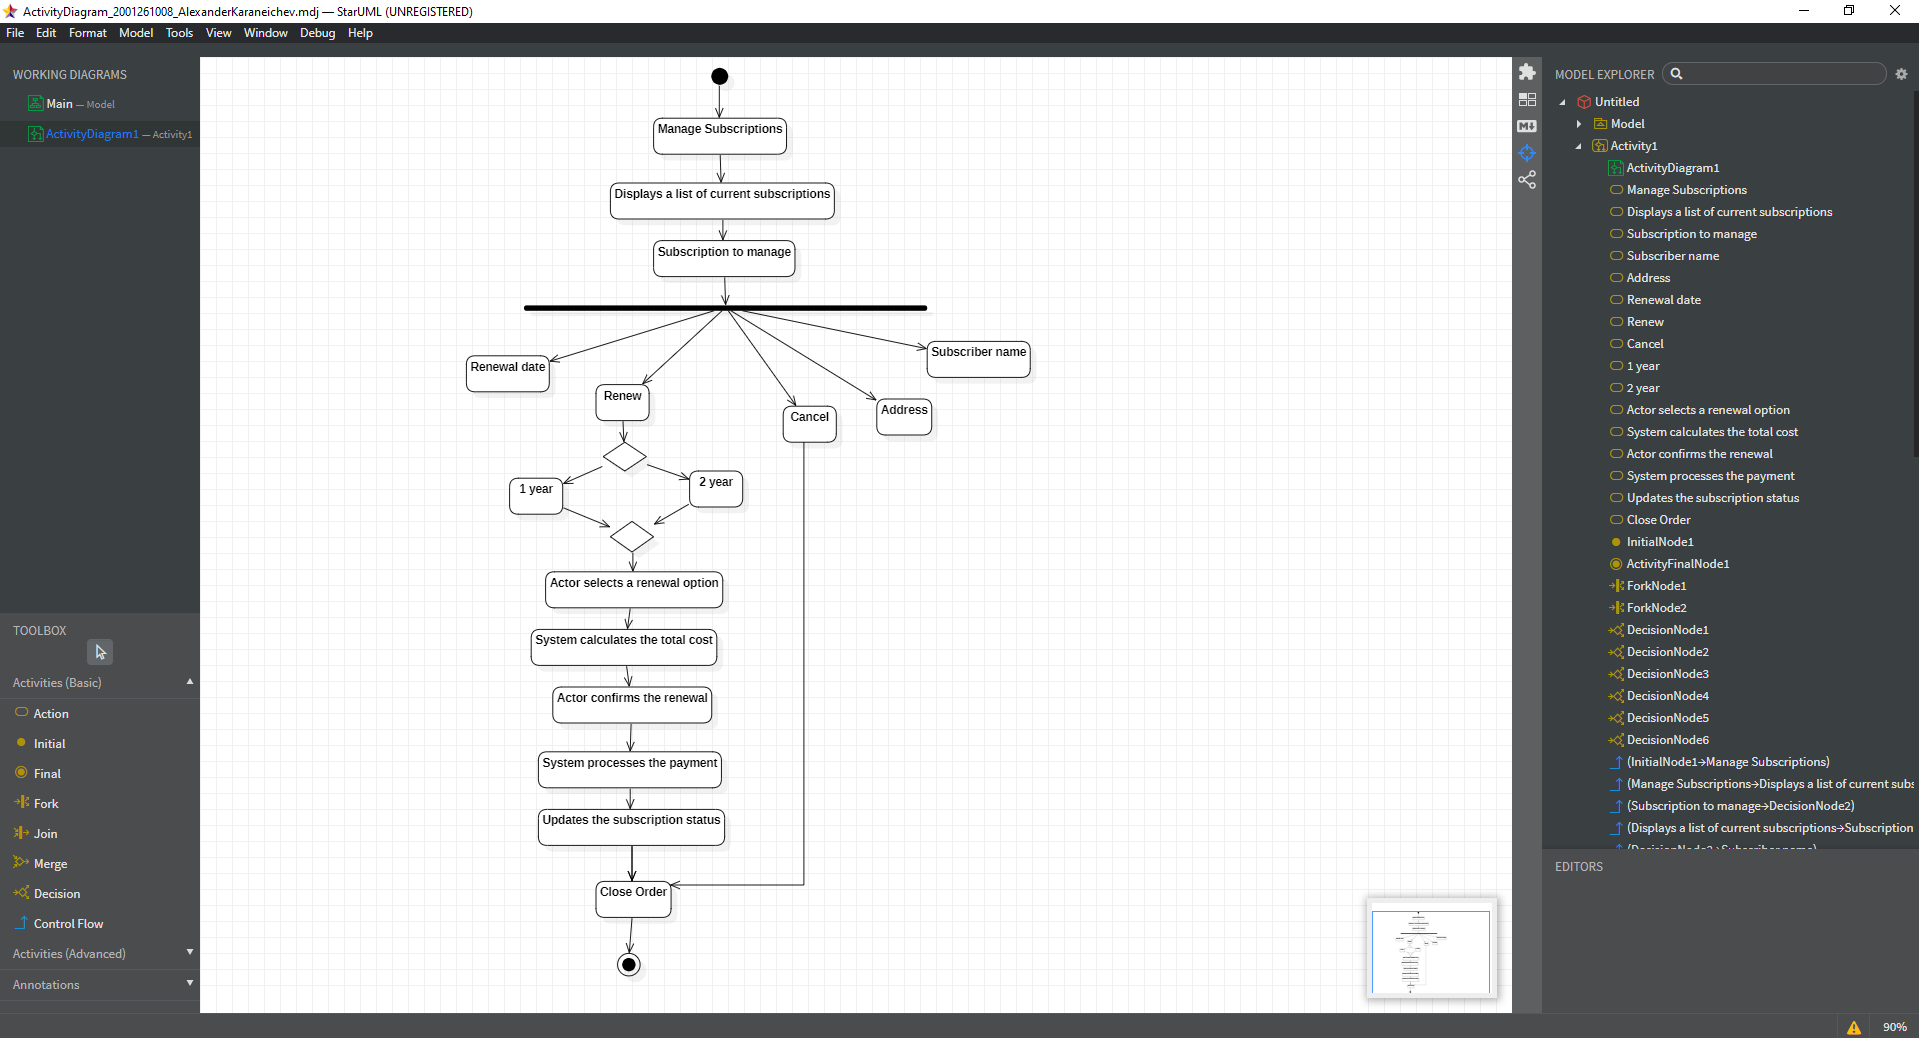 ActivityDiagram_2001261008_AlexanderKaraneichev.mdj — StarUML (UNREGISTERED)
File Edit Format Model Tools View Window Debug Help
WORKING DIAGRAMS
Main — Model
ActivityDiagram1 — Activity1
TOOLBOX
Activities (Basic)
Action
Initial
Final
Fork
Join
Merge
Decision
Control Flow
Activities (Advanced)
Annotations
Manage Subscriptions
Displays a list of current subscriptions
Subscription to manage
Renewal date
Renew
Cancel
Address
Subscriber name
1 year
2 year
Actor selects a renewal option
System calculates the total cost
Actor confirms the renewal
System processes the payment
Updates the subscription status
Close Order
MODEL EXPLORER
Untitled
Model
Activity1
ActivityDiagram1
Manage Subscriptions
Displays a list of current subscriptions
Subscription to manage
Subscriber name
Address
Renewal date
Renew
Cancel
1 year
2 year
Actor selects a renewal option
System calculates the total cost
Actor confirms the renewal
System processes the payment
Updates the subscription status
Close Order
InitialNode1
ActivityFinalNode1
ForkNode1
ForkNode2
DecisionNode1
DecisionNode2
DecisionNode3
DecisionNode4
DecisionNode5
DecisionNode6
(InitialNode1→Manage Subscriptions)
(Manage Subscriptions→Displays a list of current subs
(Subscription to manage→DecisionNode2)
(Displays a list of current subscriptions→Subscription
EDITORS
90%